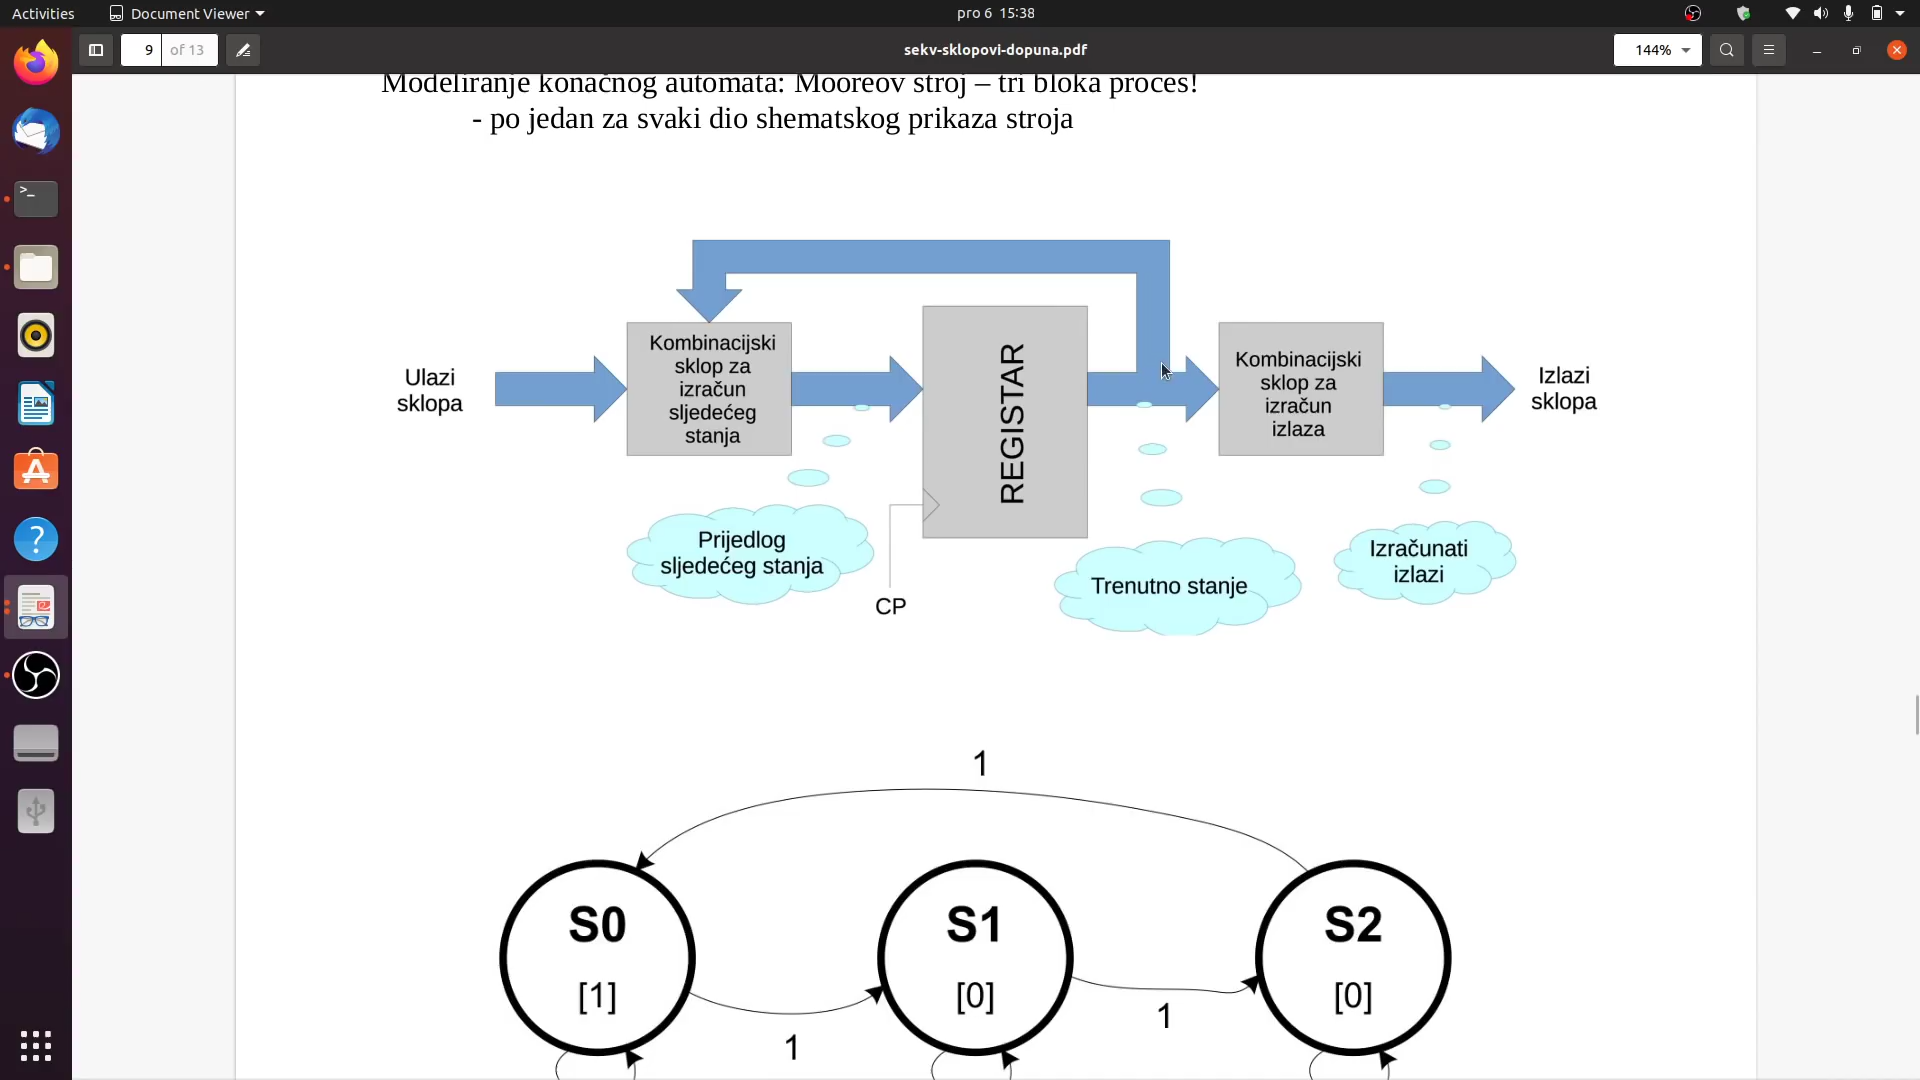 Activities
Document Viewer
pro 6 15:38
9
of 13
sekv-sklopovi-dopuna.pdf
144%
Modeliranje konačnog automata: Mooreov stroj – tri bloka proces!
- po jedan za svaki dio shematskog prikaza stroja
Ulazi
sklopa
Kombinacijski
sklop za
izračun
sljedećeg
stanja
REGISTAR
Kombinacijski
sklop za
izračun
izlaza
Izlazi
sklopa
Prijedlog
sljedećeg stanja
CP
Trenutno stanje
Izračunati
izlazi
1
S0
[1]
S1
[0]
S2
[0]
1
1